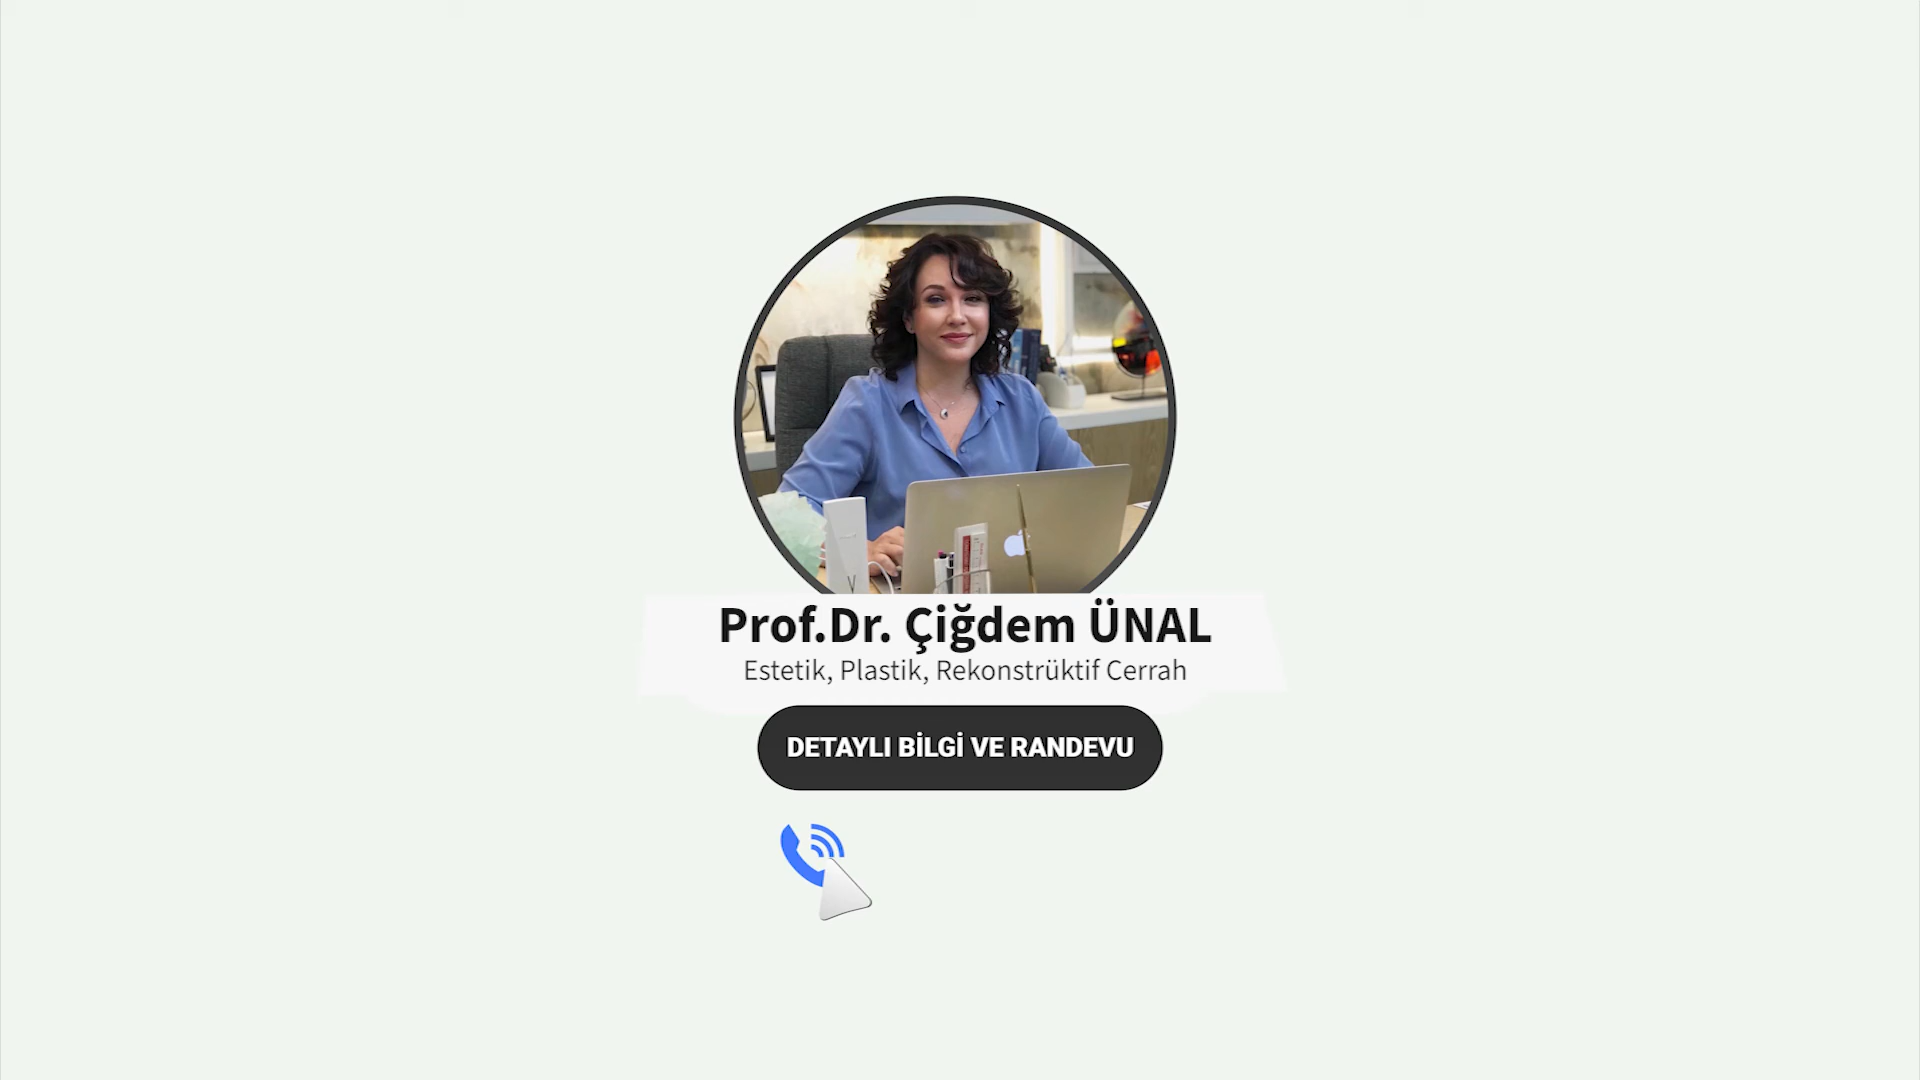 Prof.Dr. Çiğdem ÜNAL
Estetik, Plastik, Rekonstrüktif Cerrah
DETAYLI BİLGİ VE RANDEVU